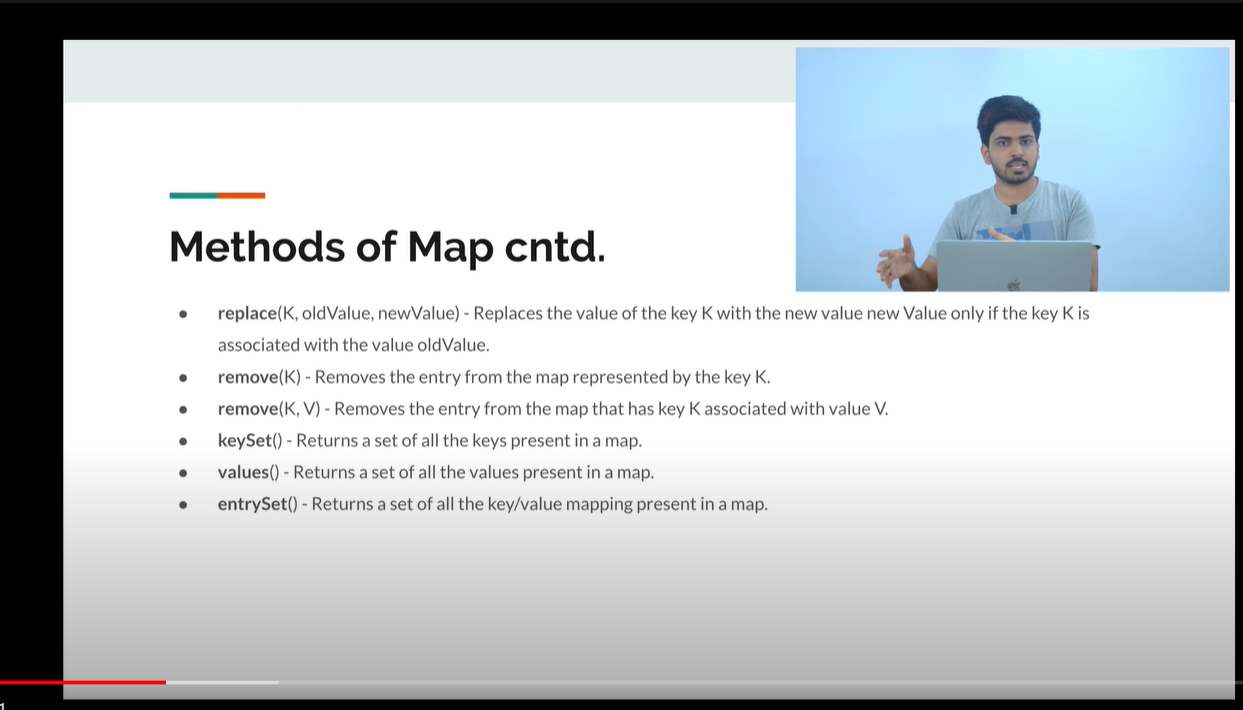 Methods of Map cntd.
● replace(K, oldValue, newValue) - Replaces the value of the key K with the new value new Value only if the key K is
associated with the value oldValue.
● remove(K) - Removes the entry from the map represented by the key K.
● remove(K, V) - Removes the entry from the map that has key K associated with value V.
● keySet() - Returns a set of all the keys present in a map.
● values() - Returns a set of all the values present in a map.
● entrySet() - Returns a set of all the key/value mapping present in a map.